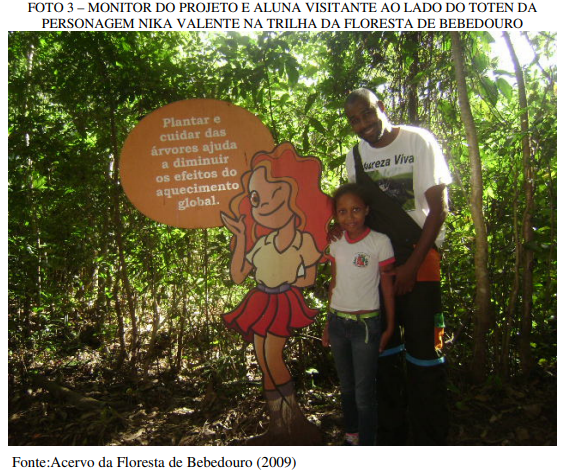 FOTO 3 – MONITOR DO PROJETO E ALUNA VISITANTE AO LADO DO TOTEN DA
PERSONAGEM NIKA VALENTE NA TRILHA DA FLORESTA DE BEBEDOURO
Plantar e
cuidar das
árvores ajuda
a diminuir
os efeitos do
aquecimento
global.
Natureza Viva
Fonte:Acervo da Floresta de Bebedouro (2009)